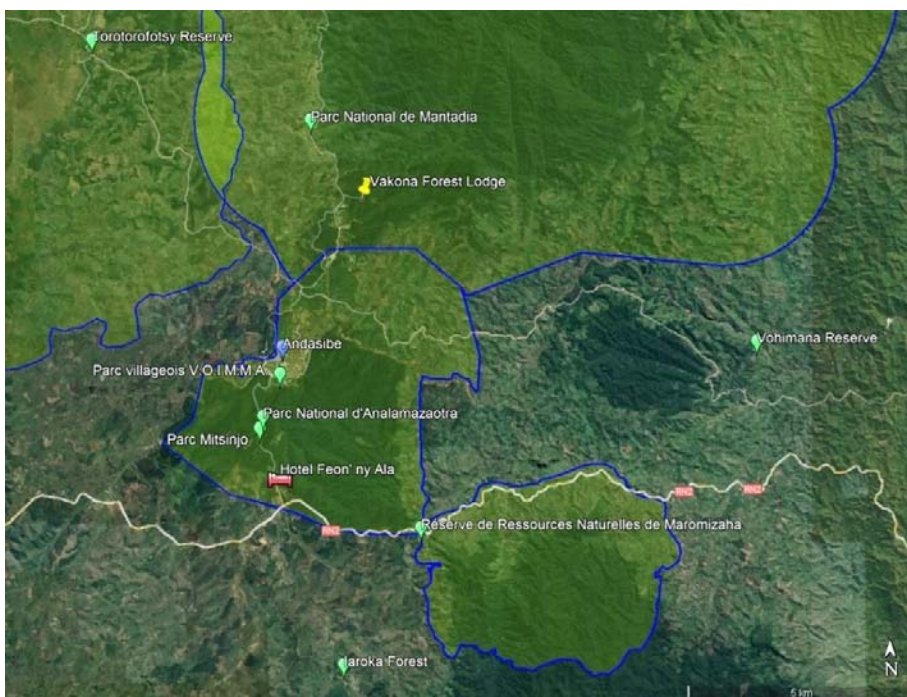 Torotorofotsy Reserve
Parc National de Mantadia
Vakona Forest Lodge
Andasibe
Vohimana Reserve
Parc villageois V.O.I.M.M.A.
Parc National d'Analamazaotra
Parc Mitsinjo
Hotel Feon' ny Ala
RN2
RN2
RN2
Réserve de Ressources Naturelles de Maromizaha
Iaroka Forest
N
5 km